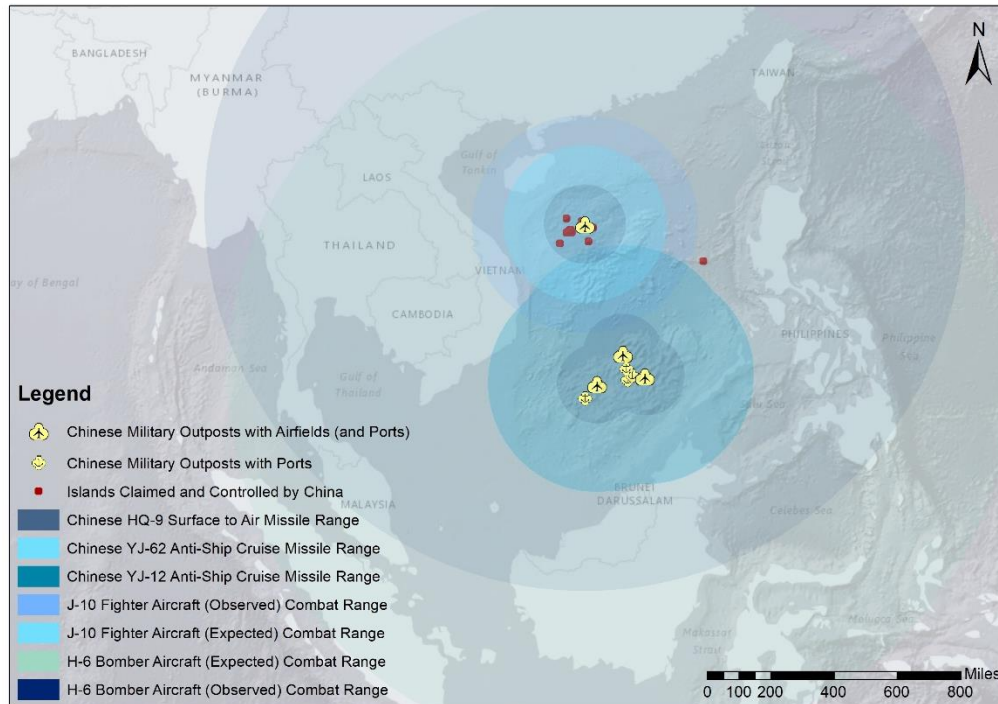 N
BANGLADESH
MYANMAR
(BURMA)
TAIWAN
Gulf of
Tonkin
LAOS
THAILAND
VIETNAM
ay of Bengal
CAMBODIA
PHILIPPINES
Philippine
Sea
Andaman Sea
Gulf of
Thailand
Sulu Sea
BRUNEI
DARUSSALAM
MALAYSIA
Celebes Sea
Makassar
Strait
Molucca Sea
Legend
Chinese Military Outposts with Airfields (and Ports)
Chinese Military Outposts with Ports
Islands Claimed and Controlled by China
Chinese HQ-9 Surface to Air Missile Range
Chinese YJ-62 Anti-Ship Cruise Missile Range
Chinese YJ-12 Anti-Ship Cruise Missile Range
J-10 Fighter Aircraft (Observed) Combat Range
J-10 Fighter Aircraft (Expected) Combat Range
H-6 Bomber Aircraft (Expected) Combat Range
H-6 Bomber Aircraft (Observed) Combat Range
Miles
0 100 200 400 600 800